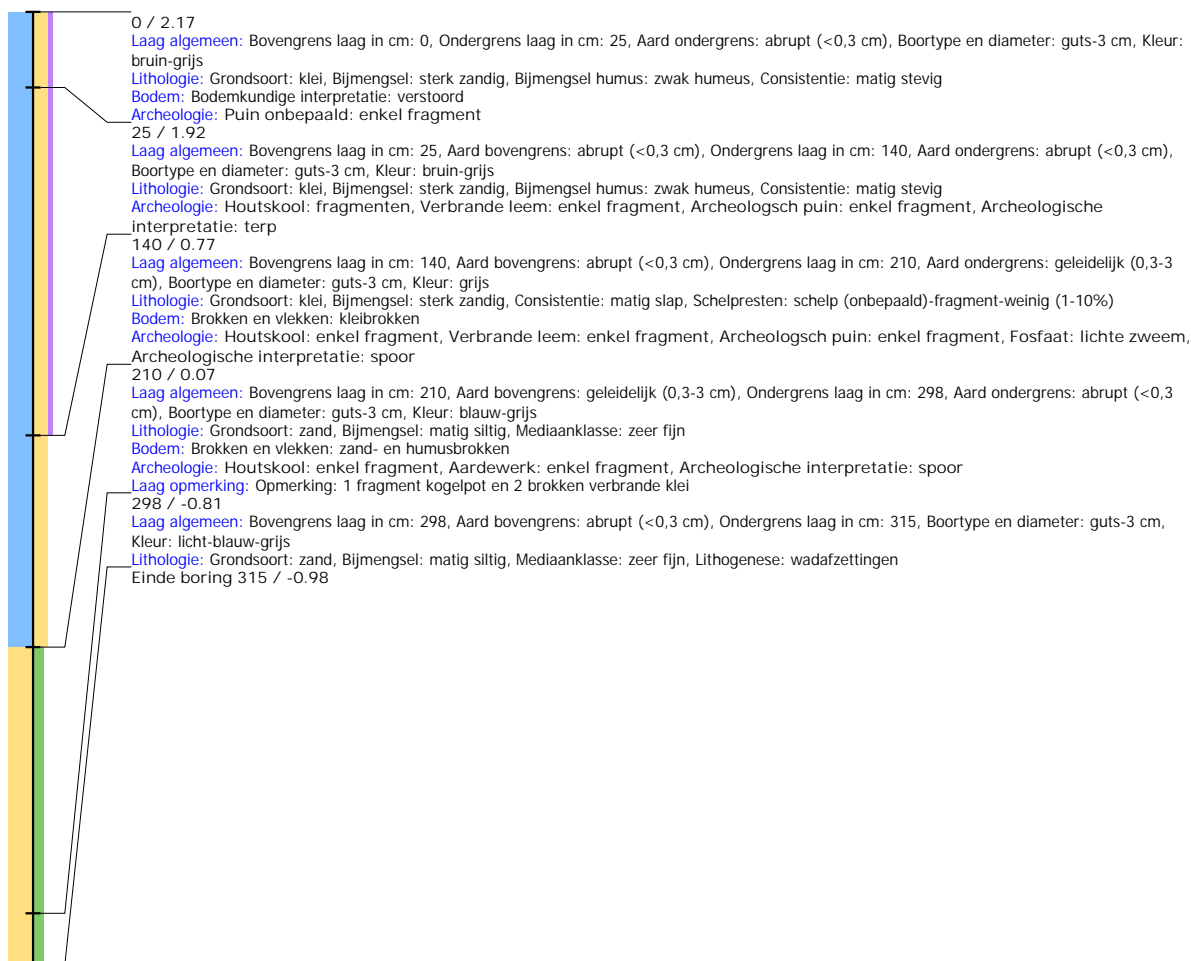 0 / 2.17
Laag algemeen: Bovengrens laag in cm: 0, Ondergrens laag in cm: 25, Aard ondergrens: abrupt (<0,3 cm), Boortype en diameter: guts-3 cm, Kleur:
bruin-grijs
Lithologie: Grondsoort: klei, Bijmengsel: sterk zandig, Bijmengsel humus: zwak humeus, Consistentie: matig stevig
Bodem: Bodemkundige interpretatie: verstoord
Archeologie: Puin onbepaald: enkel fragment
25 / 1.92
Laag algemeen: Bovengrens laag in cm: 25, Aard bovengrens: abrupt (<0,3 cm), Ondergrens laag in cm: 140, Aard ondergrens: abrupt (<0,3 cm),
Boortype en diameter: guts-3 cm, Kleur: bruin-grijs
Lithologie: Grondsoort: klei, Bijmengsel: sterk zandig, Bijmengsel humus: zwak humeus, Consistentie: matig stevig
Archeologie: Houtskool: fragmenten, Verbrande leem: enkel fragment, Archeologsch puin: enkel fragment, Archeologische
interpretatie: terp
140 / 0.77
Laag algemeen: Bovengrens laag in cm: 140, Aard bovengrens: abrupt (<0,3 cm), Ondergrens laag in cm: 210, Aard ondergrens: geleidelijk (0,3-3
cm), Boortype en diameter: guts-3 cm, Kleur: grijs
Lithologie: Grondsoort: klei, Bijmengsel: sterk zandig, Consistentie: matig slap, Schelpresten: schelp (onbepaald)-fragment-weinig (1-10%)
Bodem: Brokken en vlekken: kleibrokken
Archeologie: Houtskool: enkel fragment, Verbrande leem: enkel fragment, Archeologsch puin: enkel fragment, Fosfaat: lichte zweem,
Archeologische interpretatie: spoor
210 / 0.07
Laag algemeen: Bovengrens laag in cm: 210, Aard bovengrens: geleidelijk (0,3-3 cm), Ondergrens laag in cm: 298, Aard ondergrens: abrupt (<0,3
cm), Boortype en diameter: guts-3 cm, Kleur: blauw-grijs
Lithologie: Grondsoort: zand, Bijmengsel: matig siltig, Mediaanklasse: zeer fijn
Bodem: Brokken en vlekken: zand- en humusbrokken
Archeologie: Houtskool: enkel fragment, Aardewerk: enkel fragment, Archeologische interpretatie: spoor
Laag opmerking: Opmerking: 1 fragment kogelpot en 2 brokken verbrande klei
298 / -0.81
Laag algemeen: Bovengrens laag in cm: 298, Aard bovengrens: abrupt (<0,3 cm), Ondergrens laag in cm: 315, Boortype en diameter: guts-3 cm,
Kleur: licht-blauw-grijs
Lithologie: Grondsoort: zand, Bijmengsel: matig siltig, Mediaanklasse: zeer fijn, Lithogenese: wadafzettingen
Einde boring 315 / -0.98